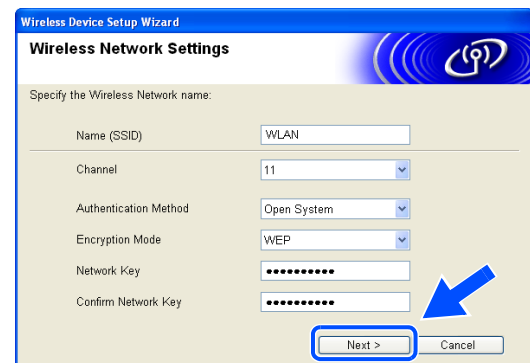 Wireless Device Setup Wizard
Wireless Network Settings
Specify the Wireless Network name:
Name (SSID) WLAN
Channel 11
Authentication Method Open System
Encryption Mode WEP
Network Key ●●●●●●●●●●
Confirm Network Key ●●●●●●●●●●
Next > Cancel